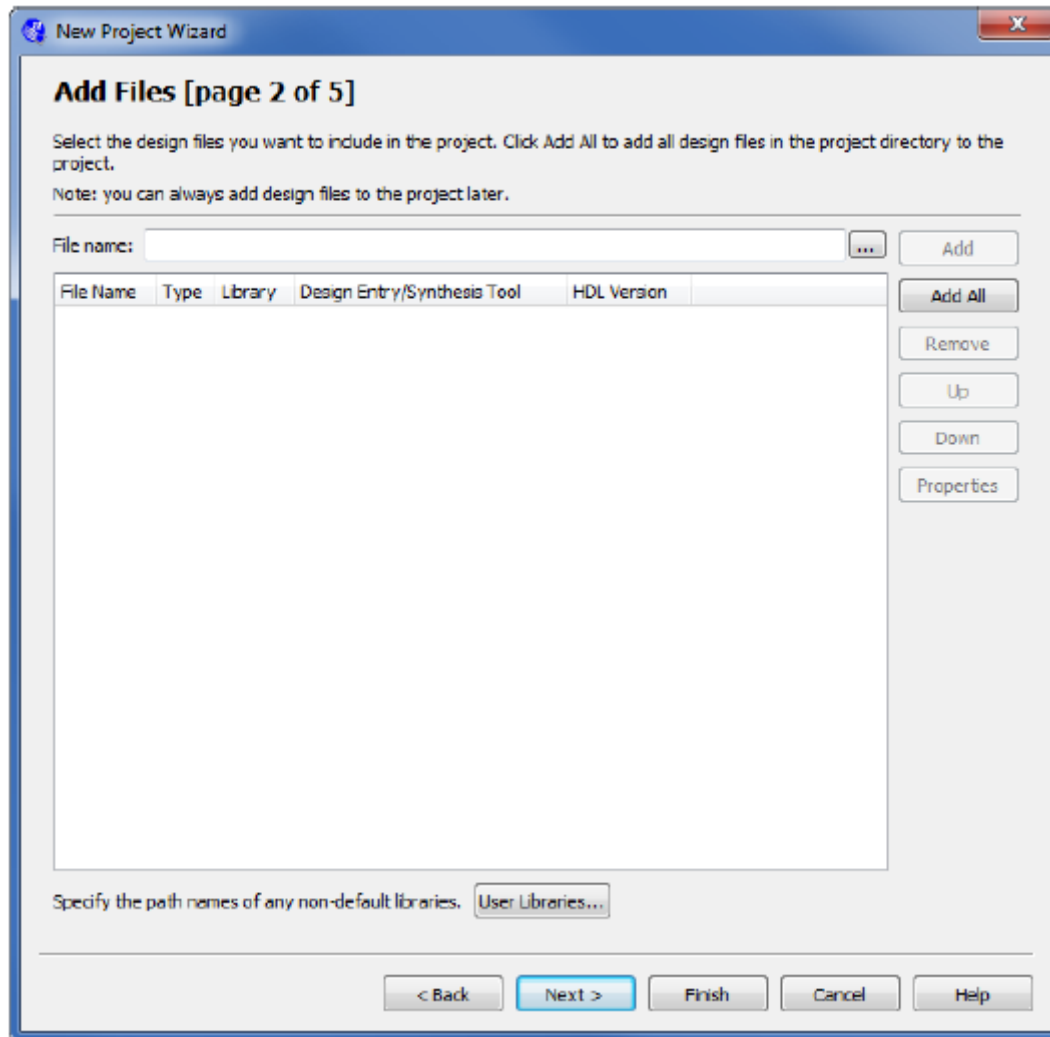 New Project Wizard
X
Add Files [page 2 of 5]
Select the design files you want to include in the project. Click Add All to add all design files in the project directory to the
project.
Note: you can always add design files to the project later.
File name:
...
Add
File Name Type Library Design Entry/Synthesis Tool HDL Version
Add All
Remove
Up
Down
Properties
Specify the path names of any non-default libraries. User Libraries...
< Back Next > Finish Cancel Help